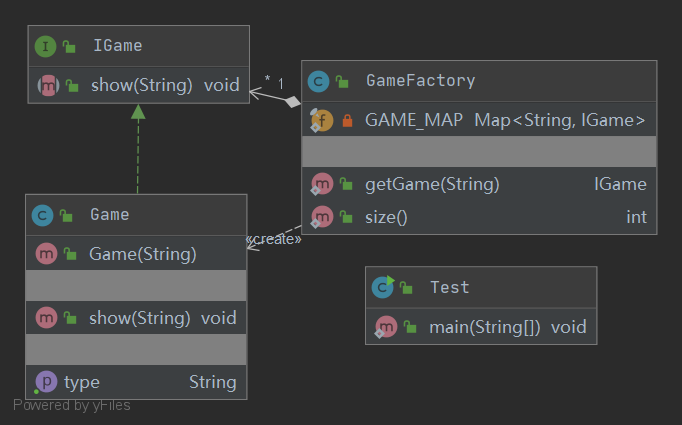 IGame
show(String) void
* 1
GameFactory
GAME_MAP Map<String, IGame>
getGame(String) IGame
size() int
Game
Game(String)
«create»
show(String) void
type String
Test
main(String[]) void
Powered by yFiles